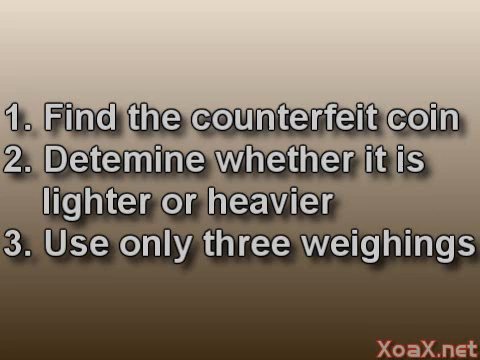 1. Find the counterfeit coin
2. Detemine whether it is
lighter or heavier
3. Use only three weighings
XoaX.net